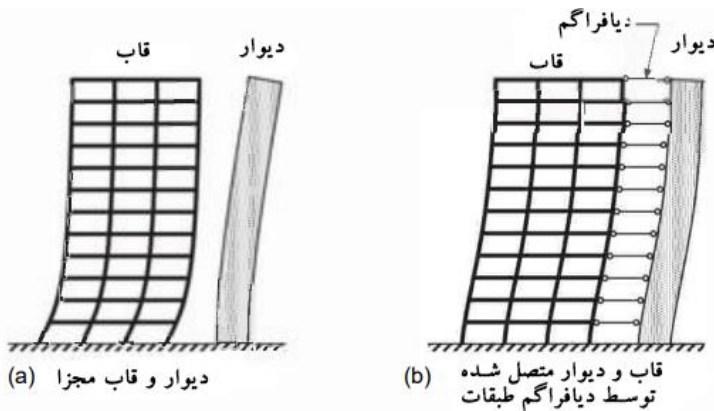 دیافراگم
دیوار
قاب
دیوار
قاب
(a) دیوار و قاب مجزا
(b) قاب و دیوار متصل شده
توسط دیافراگم طبقات